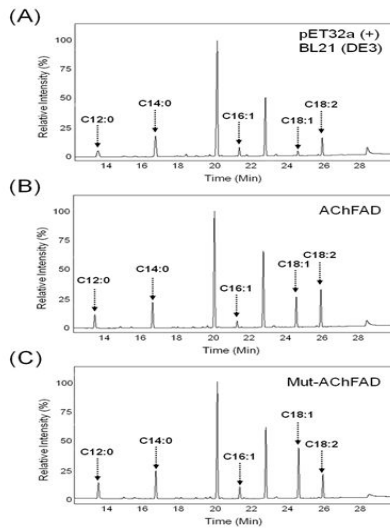 (A)
pET32a (+)
BL21 (DE3)
Relative Intensity (%)
100
75
50
25
0
C12:0
C14:0
C16:1
C18:1
C18:2
14 16 18 20 22 24 26 28
Time (Min)
(B)
AChFAD
Relative Intensity (%)
100
75
50
25
0
C12:0
C14:0
C16:1
C18:1
C18:2
14 16 18 20 22 24 26 28
Time (Min)
(C)
Mut-AChFAD
Relative Intensity (%)
100
75
50
25
0
C12:0
C14:0
C16:1
C18:1
C18:2
14 16 18 20 22 24 26 28
Time (Min)